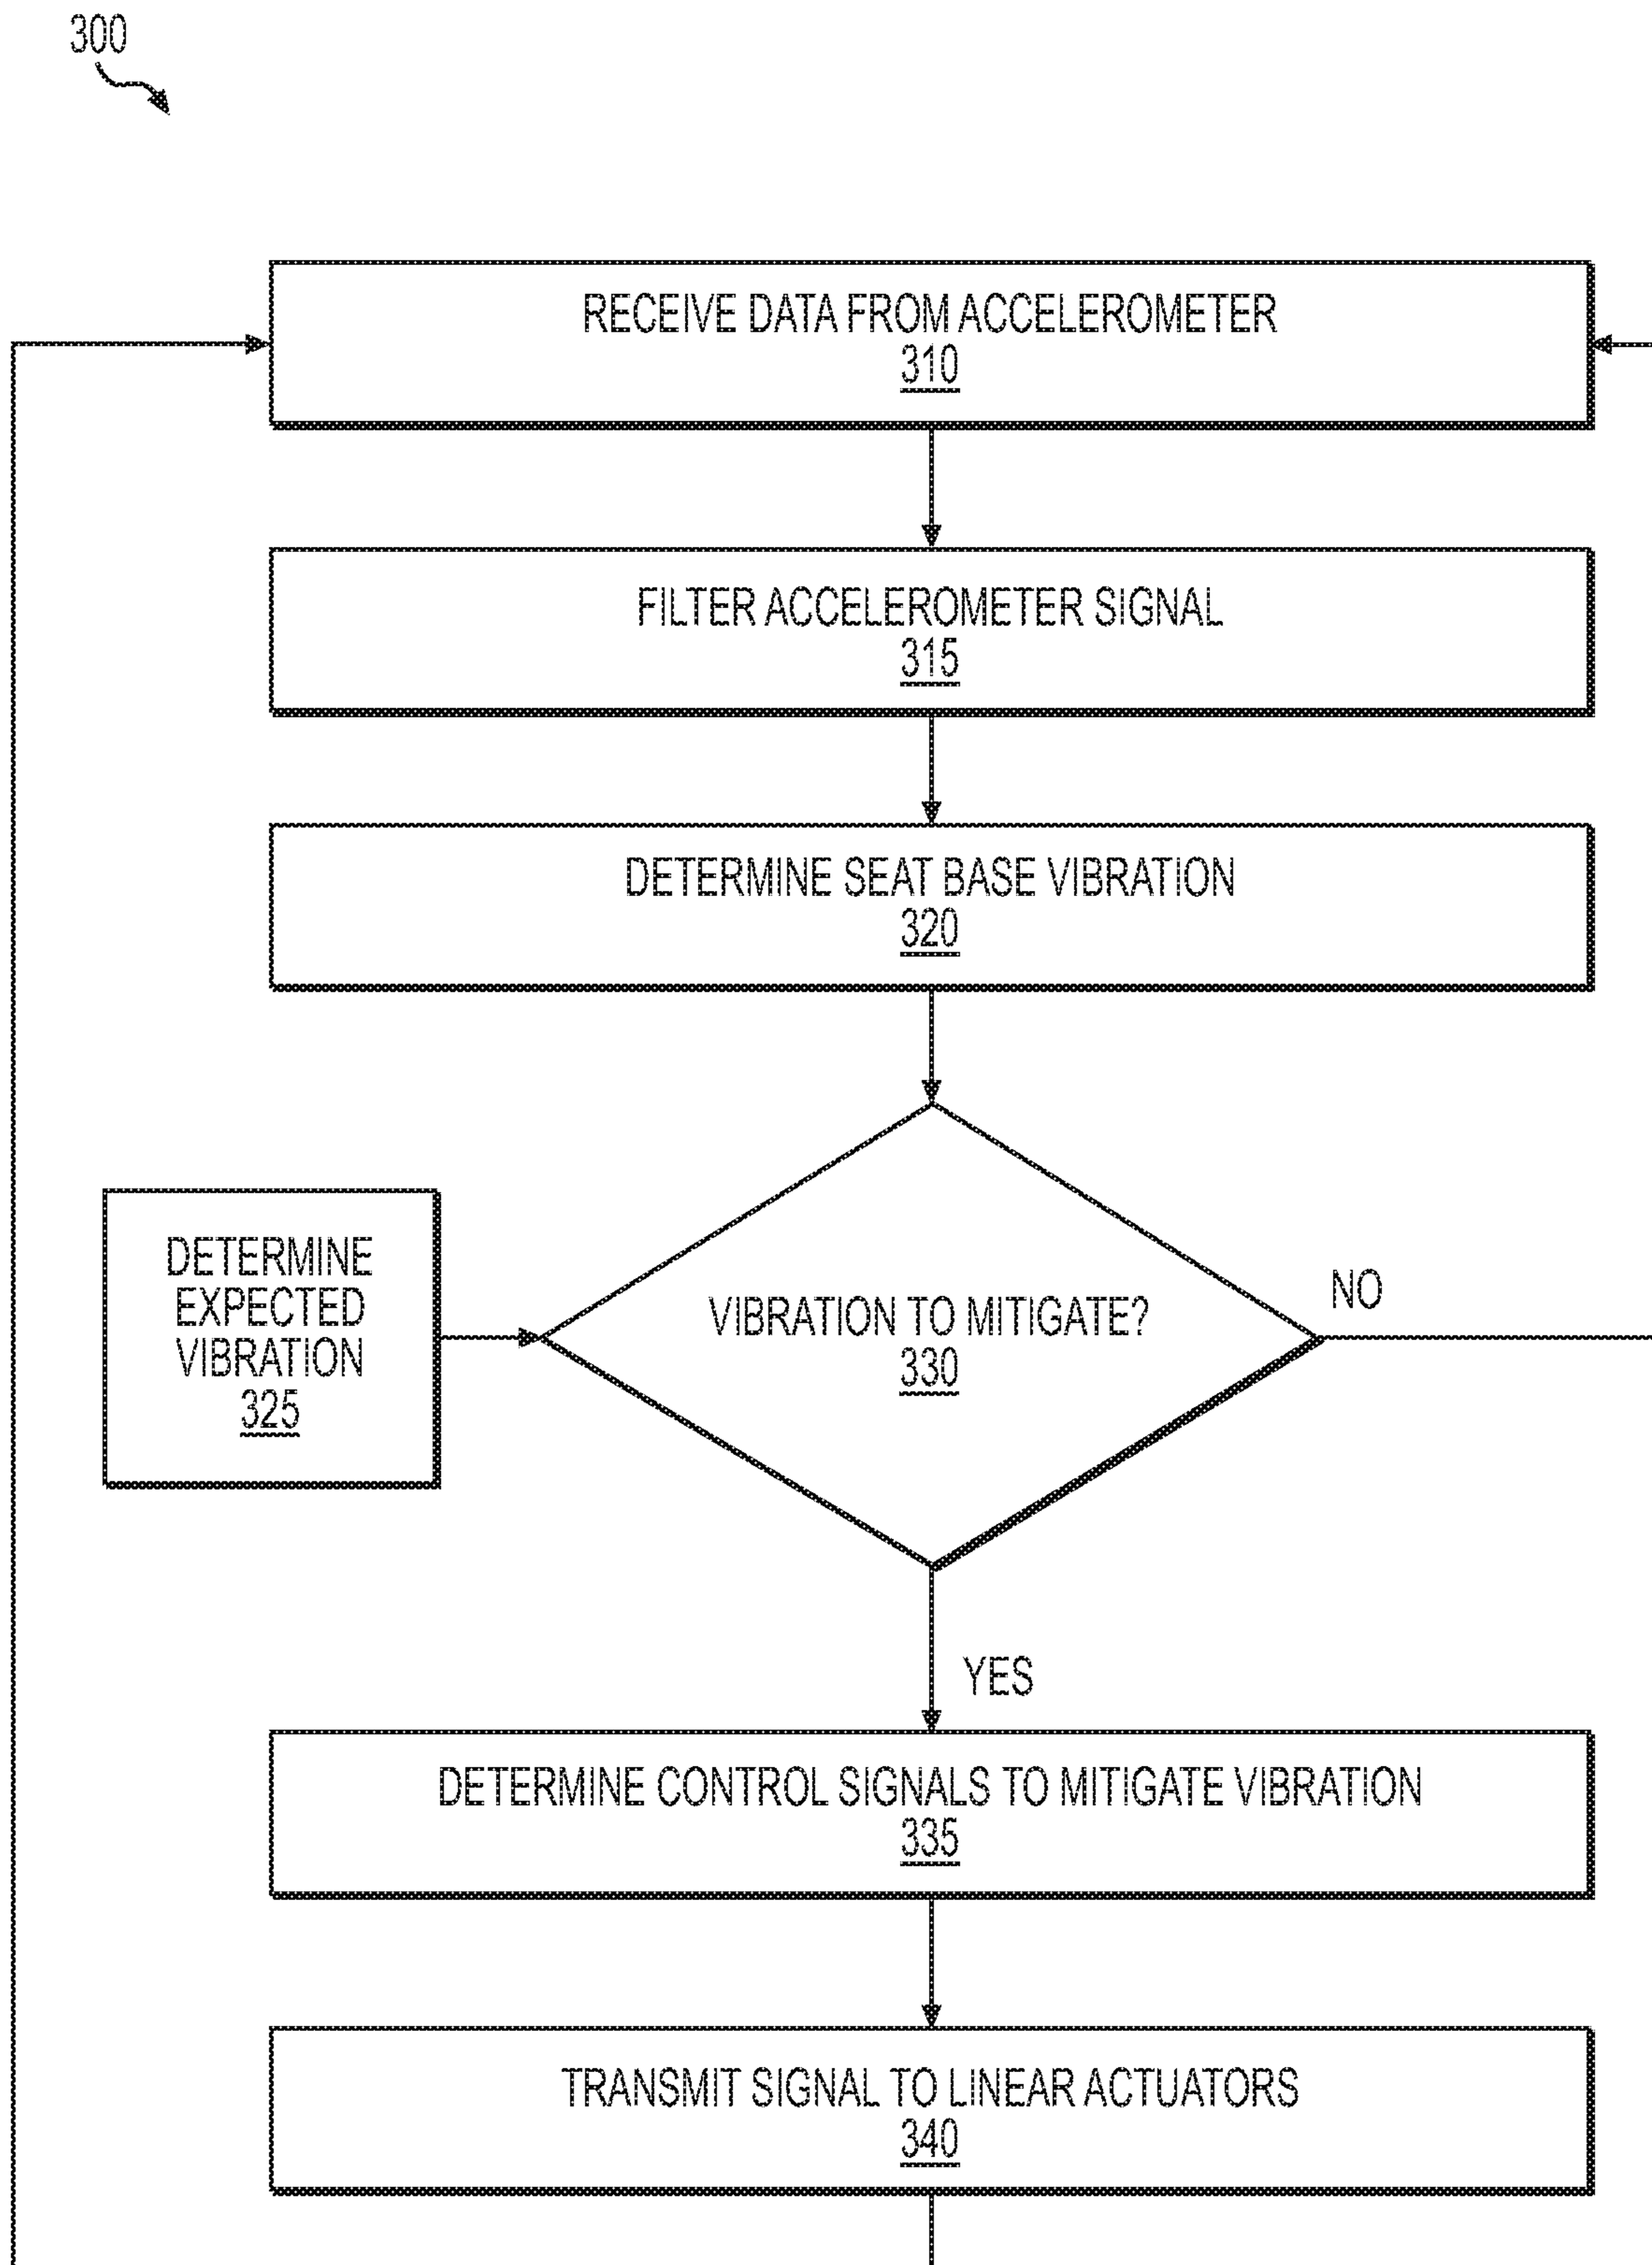 300
RECEIVE DATA FROM ACCELEROMETER
310
FILTER ACCELEROMETER SIGNAL
315
DETERMINE SEAT BASE VIBRATION
320
DETERMINE
EXPECTED
VIBRATION
325
VIBRATION TO MITIGATE?
330
NO
YES
DETERMINE CONTROL SIGNALS TO MITIGATE VIBRATION
335
TRANSMIT SIGNAL TO LINEAR ACTUATORS
340